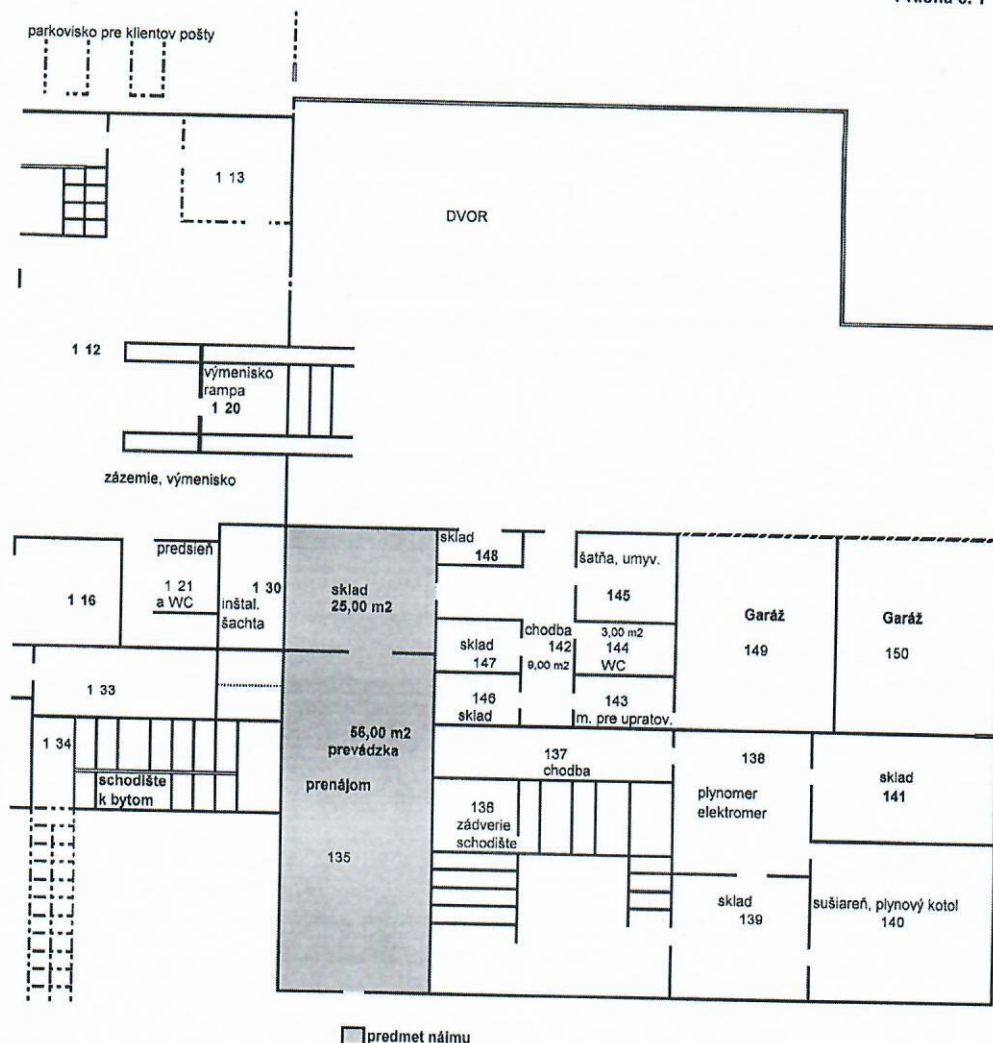 parkovisko pre klientov pošty
1 13
DVOR
1 12
výmenisko
rampa
1 20
zázemie, výmenisko
predsieň
1 21
a WC
1 16
1 30
inštal.
šachta
sklad
25,00 m2
sklad
148
šatňa, umyv.
145
chodba
142
9,00 m2
3,00 m2
144
WC
sklad
147
146
sklad
143
m. pre upratov.
Garáž
149
Garáž
150
1 33
1 34
schodište
k bytom
56,00 m2
prevádzka
prenájom
135
137
chodba
136
zádverie
schodište
138
plynomer
elektromer
sklad
141
sklad
139
sušiareň, plynový kotol
140
predmet nájmu